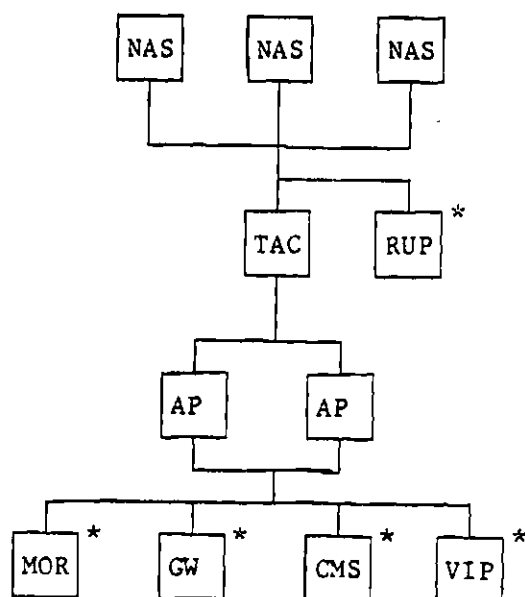 NAS NAS NAS
TAC RUP *
AP AP
MOR * GW * CMS * VIP *